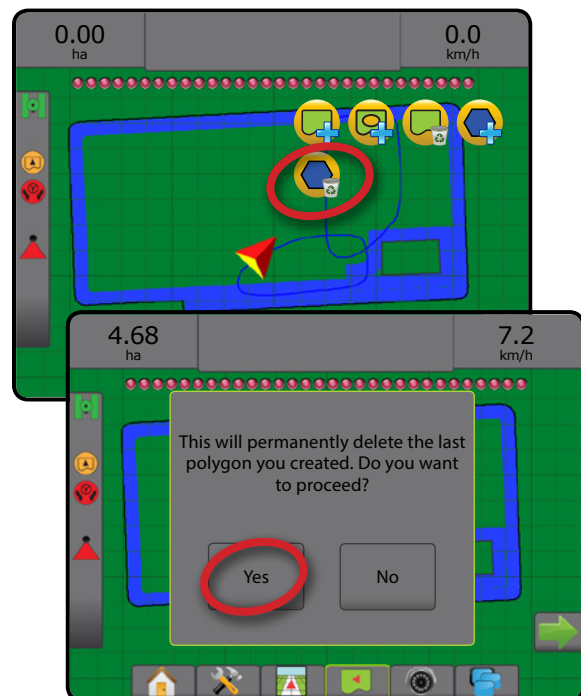 0.00
ha
0.0
km/h
4.68
ha
7.2
km/h
This will permanently delete the last
polygon you created. Do you want
to proceed?
Yes
No